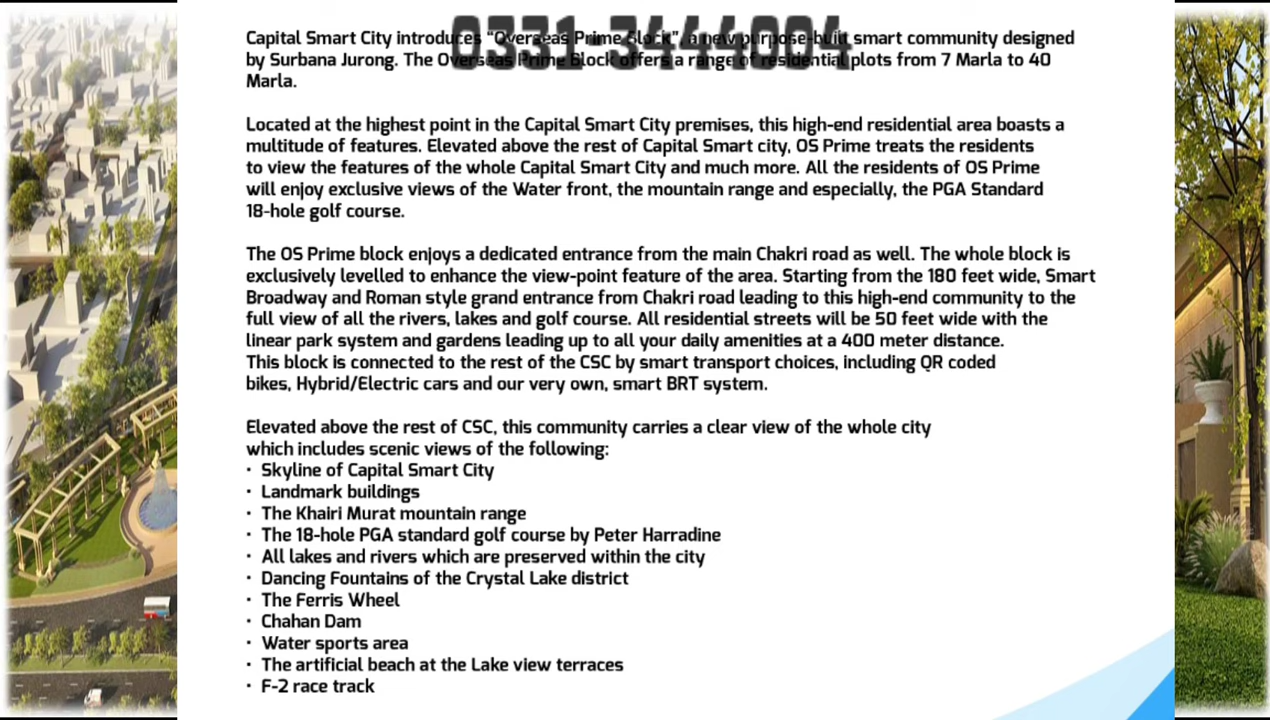 0331-3444004
Capital Smart City introduces "Overseas Prime Block", a new purpose-built smart community designed
by Surbana Jurong. The Overseas Prime Block offers a range of residential plots from 7 Marla to 40
Marla.
Located at the highest point in the Capital Smart City premises, this high-end residential area boasts a
multitude of features. Elevated above the rest of Capital Smart city, OS Prime treats the residents
to view the features of the whole Capital Smart City and much more. All the residents of OS Prime
will enjoy exclusive views of the Water front, the mountain range and especially, the PGA Standard
18-hole golf course.
The OS Prime block enjoys a dedicated entrance from the main Chakri road as well. The whole block is
exclusively levelled to enhance the view-point feature of the area. Starting from the 180 feet wide, Smart
Broadway and Roman style grand entrance from Chakri road leading to this high-end community to the
full view of all the rivers, lakes and golf course. All residential streets will be 50 feet wide with the
linear park system and gardens leading up to all your daily amenities at a 400 meter distance.
This block is connected to the rest of the CSC by smart transport choices, including QR coded
bikes, Hybrid/Electric cars and our very own, smart BRT system.
Elevated above the rest of CSC, this community carries a clear view of the whole city
which includes scenic views of the following:
· Skyline of Capital Smart City
· Landmark buildings
· The Khairi Murat mountain range
· The 18-hole PGA standard golf course by Peter Harradine
· All lakes and rivers which are preserved within the city
· Dancing Fountains of the Crystal Lake district
· The Ferris Wheel
· Chahan Dam
· Water sports area
· The artificial beach at the Lake view terraces
· F-2 race track